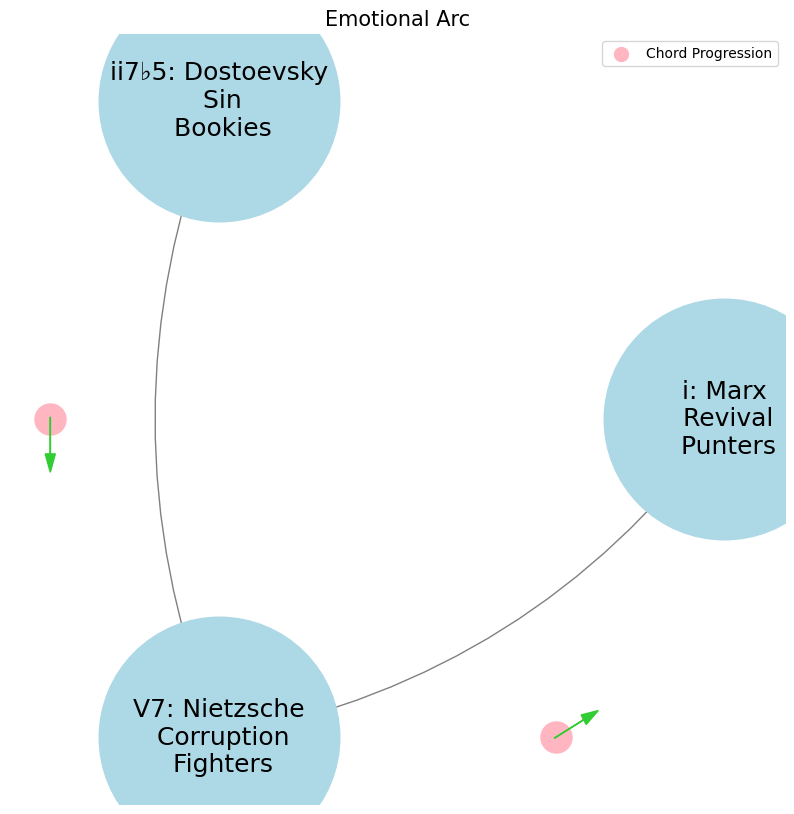 Emotional Arc
Chord Progression
ii7♭5: Dostoevsky
Sin
Bookies
i: Marx
Revival
Punters
V7: Nietzsche
Corruption
Fighters